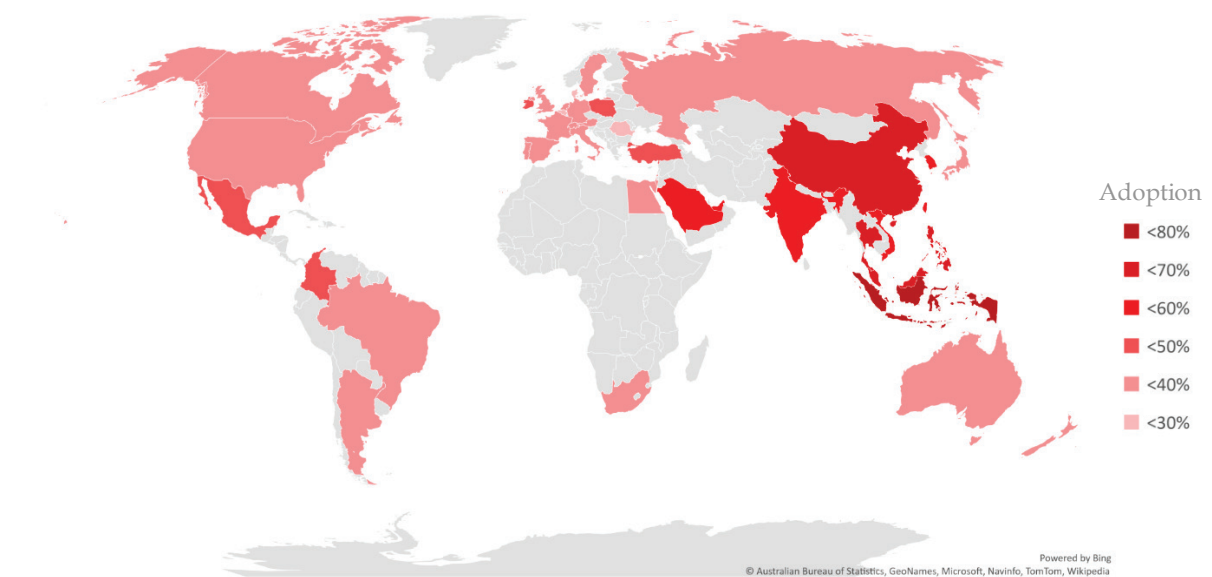 Adoption
<80%
<70%
<60%
<50%
<40%
<30%
Powered by Bing
© Australian Bureau of Statistics, GeoNames, Microsoft, Navinfo, TomTom, Wikipedia